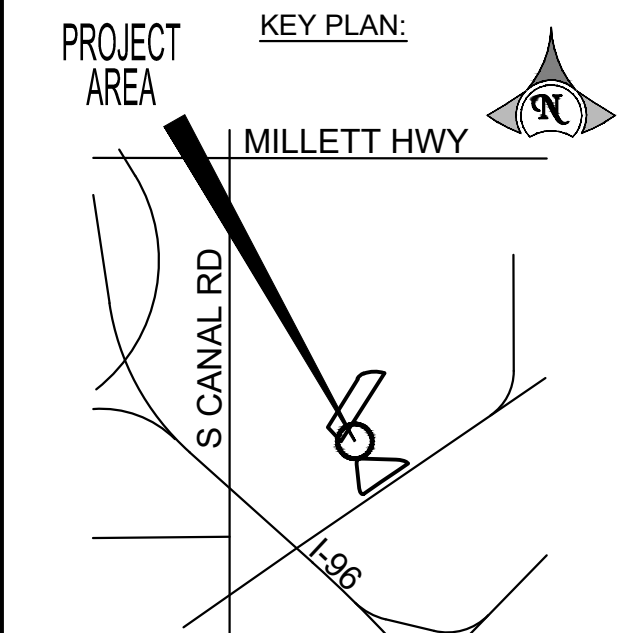 KEY PLAN:
PROJECT
AREA
N
MILLETT HWY
S CANAL RD
I-96